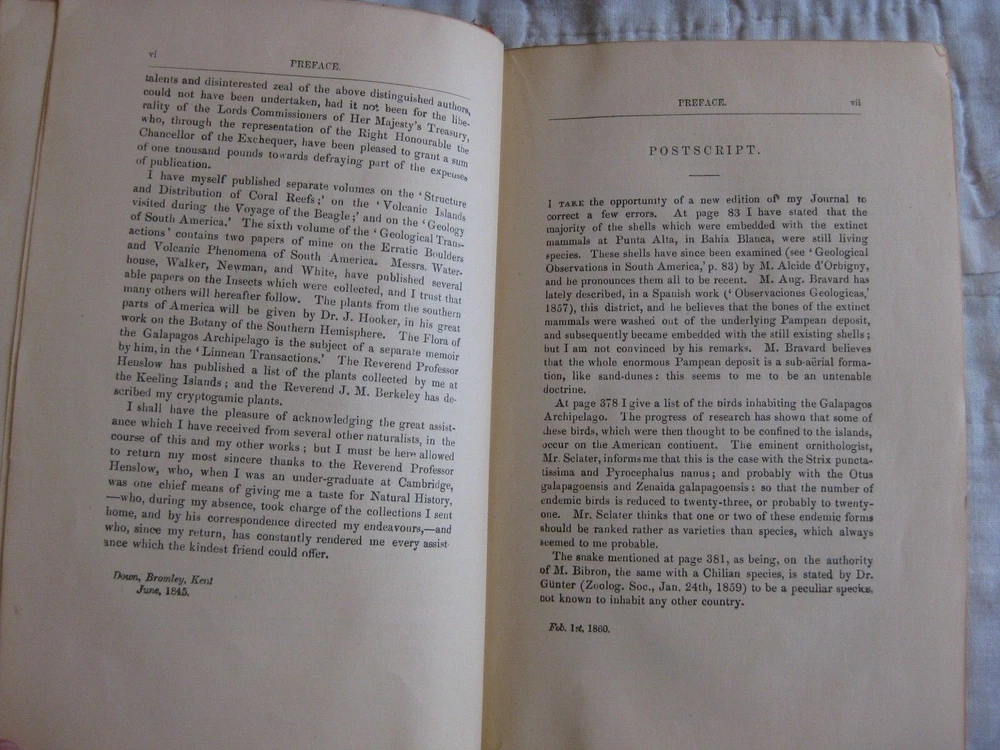 vi
PREFACE.
talents and disinterested zeal of the above distinguished authors,
could not have been undertaken, had it not been for the libe-
rality of the Lords Commissioners of Her Majesty's Treasury,
who, through the representation of the Right Honourable the
Chancellor of the Exchequer, have been pleased to grant a sum
of one tnousand pounds towards defraying part of the expenses
of publication.
I have myself published separate volumes on the 'Structure
and Distribution of Coral Reefs;' on the 'Volcanic Islands
visited during the Voyage of the Beagle;' and on the 'Geology
of South America.' The sixth volume of the 'Geological Trans-
actions' contains two papers of mine on the Erratic Boulders
and Volcanic Phenomena of South America. Messrs. Water-
house, Walker, Newman, and White, have published several
able papers on the Insects which were collected, and I trust that
many others will hereafter follow. The plants from the southern
parts of America will be given by Dr. J. Hooker, in his great
work on the Botany of the Southern Hemisphere. The Flora of
the Galapagos Archipelago is the subject of a separate memoir
by him, in the 'Linnean Transactions.' The Reverend Professor
Henslow has published a list of the plants collected by me at
the Keeling Islands; and the Reverend J. M. Berkeley has de-
scribed my cryptogamic plants.
I shall have the pleasure of acknowledging the great assist-
ance which I have received from several other naturalists, in the
course of this and my other works; but I must be here allowed
to return my most sincere thanks to the Reverend Professor
Henslow, who, when I was an under-graduate at Cambridge,
was one chief means of giving me a taste for Natural History,
—who, during my absence, took charge of the collections I sent
home, and by his correspondence directed my endeavours,—and
who, since my return, has constantly rendered me every assist-
ance which the kindest friend could offer.
Down, Bromley, Kent
June, 1845.
PREFACE.
vii
POSTSCRIPT.
I TAKE the opportunity of a new edition of my Journal to
correct a few errors. At page 83 I have stated that the
majority of the shells which were embedded with the extinct
mammals at Punta Alta, in Bahia Blanca, were still living
species. These shells have since been examined (see 'Geological
Observations in South America,' p. 83) by M. Alcide d'Orbigny,
and he pronounces them all to be recent. M. Aug. Bravard has
lately described, in a Spanish work ('Observaciones Geologicas,'
1857), this district, and he believes that the bones of the extinct
mammals were washed out of the underlying Pampean deposit,
and subsequently became embedded with the still existing shells;
but I am not convinced by his remarks. M. Bravard believes
that the whole enormous Pampean deposit is a sub-aërial forma-
tion, like sand-dunes: this seems to me to be an untenable
doctrine.
At page 378 I give a list of the birds inhabiting the Galapagos
Archipelago. The progress of research has shown that some of
these birds, which were then thought to be confined to the islands,
occur on the American continent. The eminent ornithologist,
Mr. Sclater, informs me that this is the case with the Strix puncta-
tissima and Pyrocephalus nanus; and probably with the Otus
galapagoensis and Zenaida galapagoensis: so that the number of
endemic birds is reduced to twenty-three, or probably to twenty-
one. Mr. Sclater thinks that one or two of these endemic forms
should be ranked rather as varieties than species, which always
seemed to me probable.
The snake mentioned at page 381, as being, on the authority
of M. Bibron, the same with a Chilian species, is stated by Dr.
Günter (Zoolog. Soc., Jan. 24th, 1859) to be a peculiar species,
not known to inhabit any other country.
Feb. 1st, 1860.